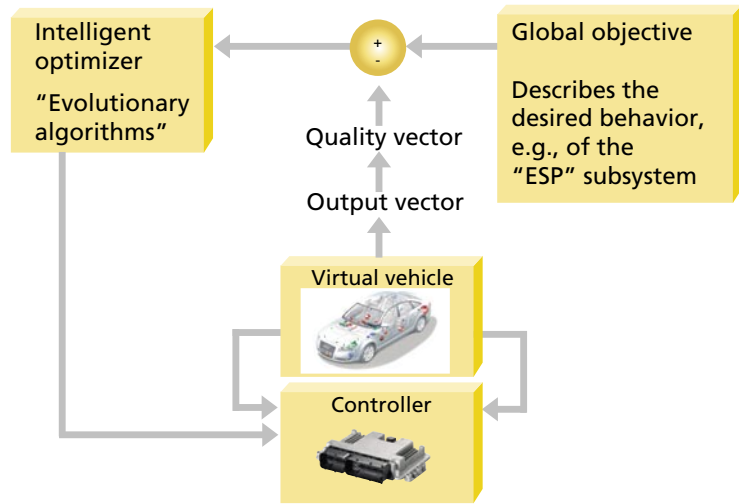 Intelligent
optimizer
“Evolutionary
algorithms”
+
-
Global objective
Describes the
desired behavior,
e.g., of the
“ESP” subsystem
Quality vector
Output vector
Virtual vehicle
Controller